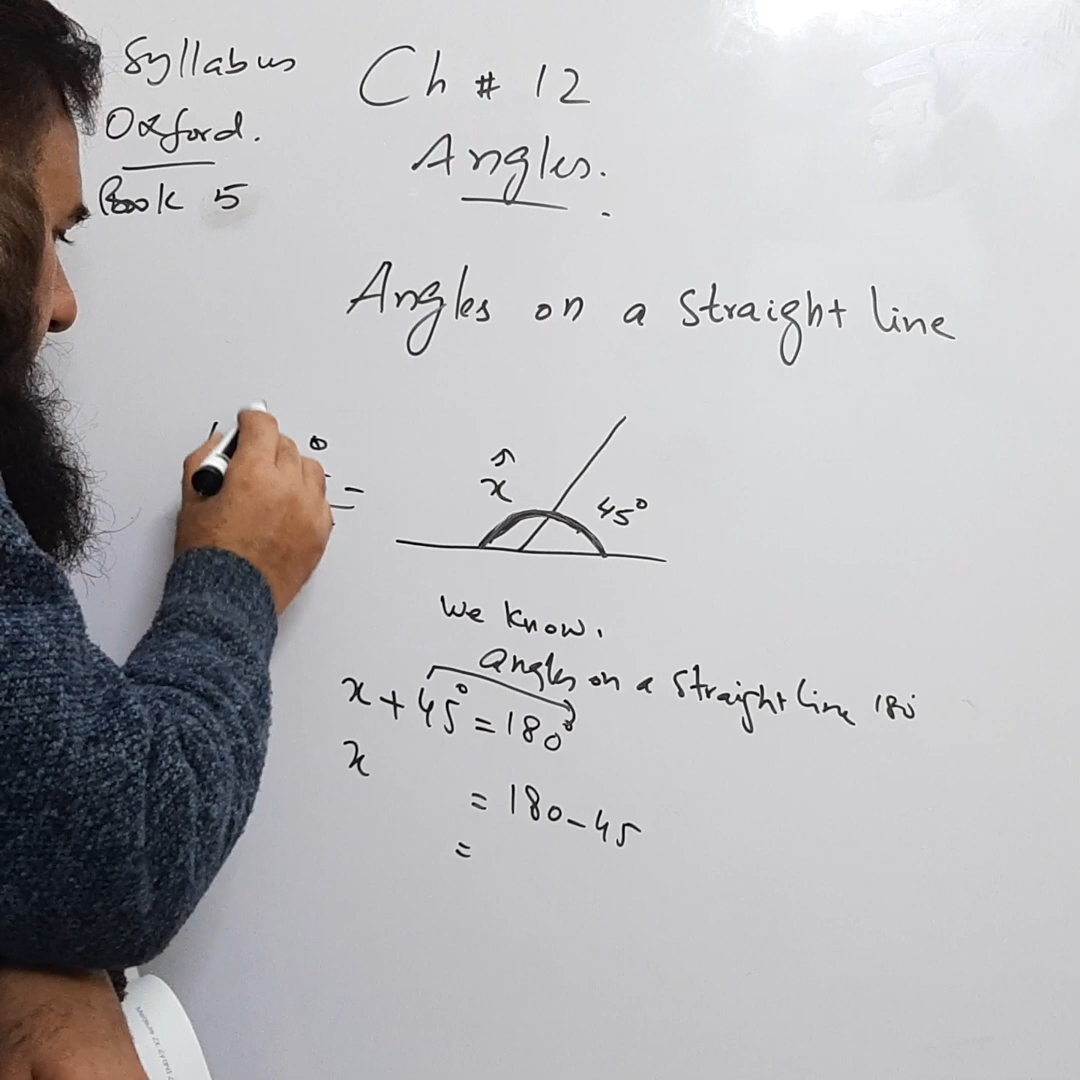 Syllabus
Oxford.
Book 5
Ch # 12
Angles.
Angles on a straight line
x
45°
we know.
angles on a straight line 180°
x + 45° = 180°
x
= 180 - 45
=